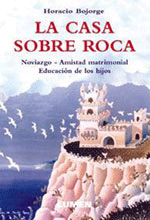 Horacio Bojorge
LA CASA
SOBRE ROCA
Noviazgo - Amistad matrimonial
Educación de los hijos
LUMEN